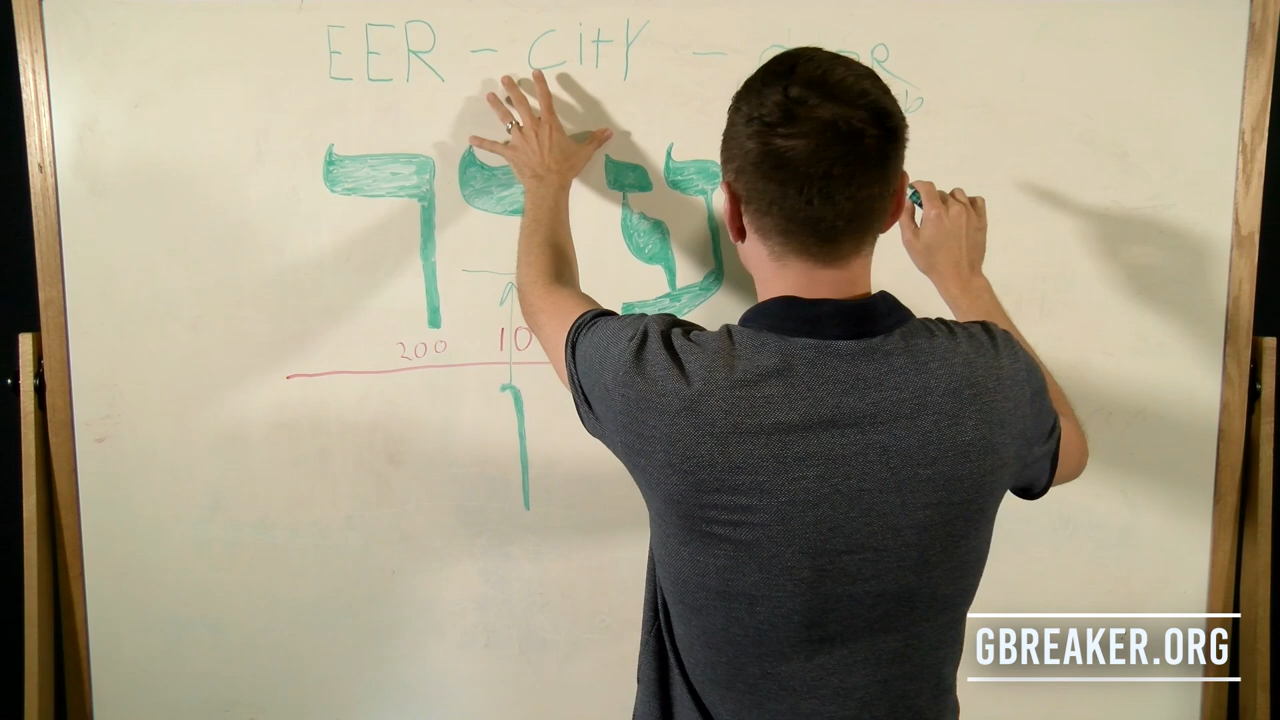 EER - City -
עיר
200 10
ו
GBREAKER.ORG